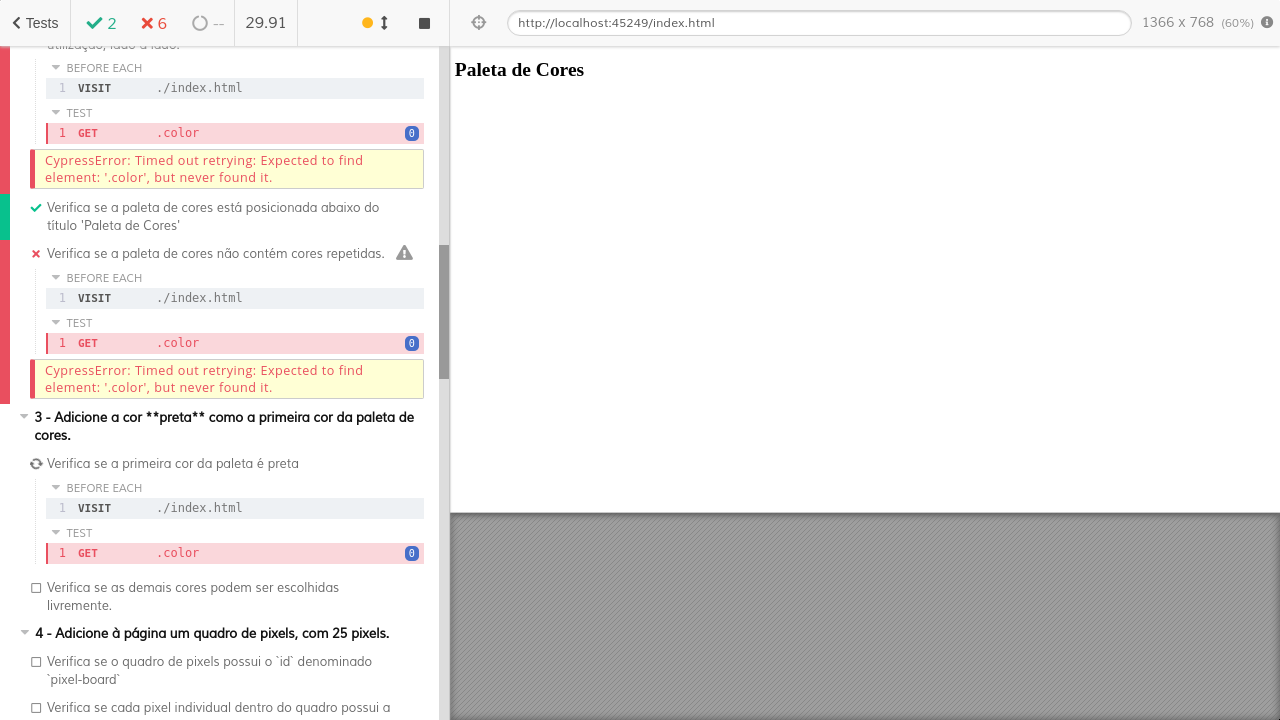 Tests
2
6
--
29.91
http://localhost:45249/index.html
1366 x 768 (60%)
utilização, lado a lado.
BEFORE EACH
1 VISIT ./index.html
TEST
1 GET .color 0
CypressError: Timed out retrying: Expected to find
element: '.color', but never found it.
Verifica se a paleta de cores está posicionada abaixo do
título 'Paleta de Cores'
Verifica se a paleta de cores não contém cores repetidas.
BEFORE EACH
1 VISIT ./index.html
TEST
1 GET .color 0
CypressError: Timed out retrying: Expected to find
element: '.color', but never found it.
3 - Adicione a cor **preta** como a primeira cor da paleta de
cores.
Verifica se a primeira cor da paleta é preta
BEFORE EACH
1 VISIT ./index.html
TEST
1 GET .color 0
Verifica se as demais cores podem ser escolhidas
livremente.
4 - Adicione à página um quadro de pixels, com 25 pixels.
Verifica se o quadro de pixels possui o `id` denominado
`pixel-board`
Verifica se cada pixel individual dentro do quadro possui a
Paleta de Cores